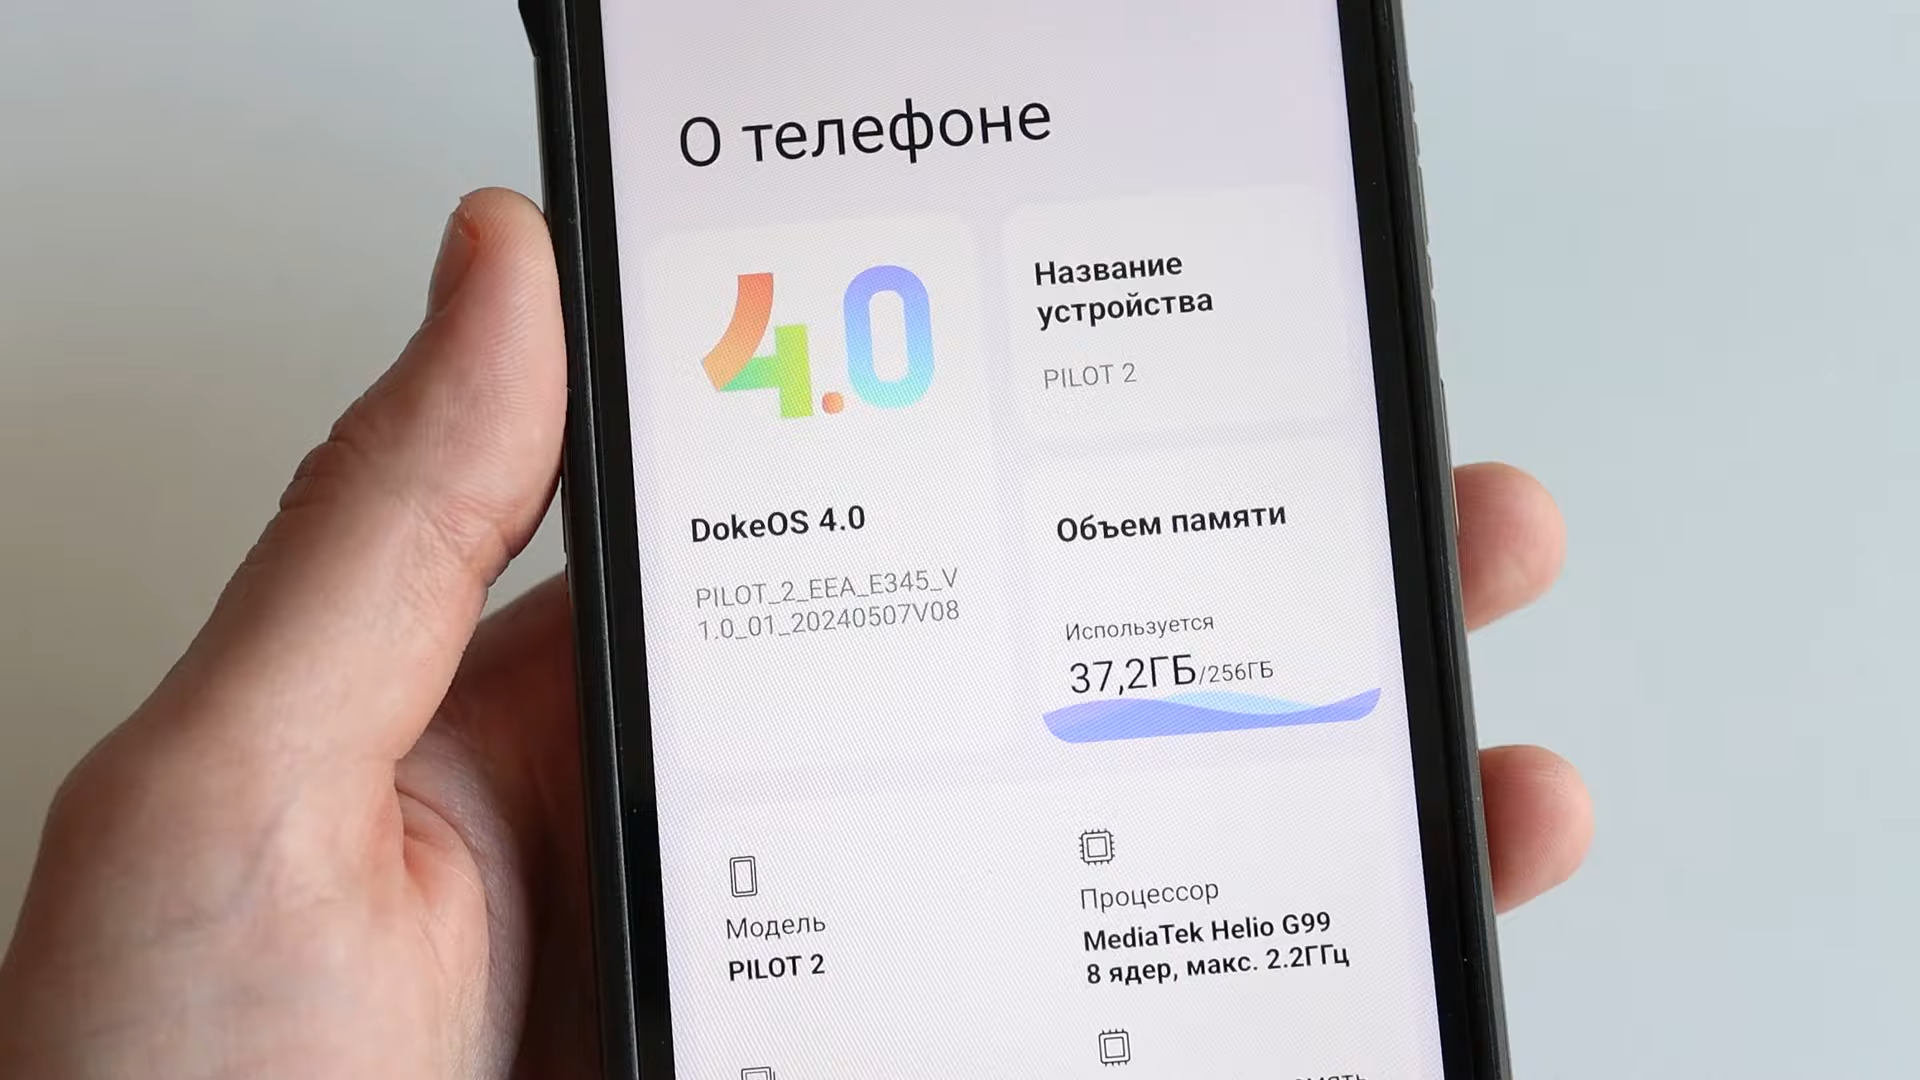 О телефоне
4.0
DokeOS 4.0
PILOT_2_EEA_E345_V
1.0_01_20240507V08
Название
устройства
PILOT 2
Объем памяти
Используется
37,2ГБ/256ГБ
Модель
PILOT 2
Процессор
MediaTek Helio G99
8 ядер, макс. 2.2ГГц